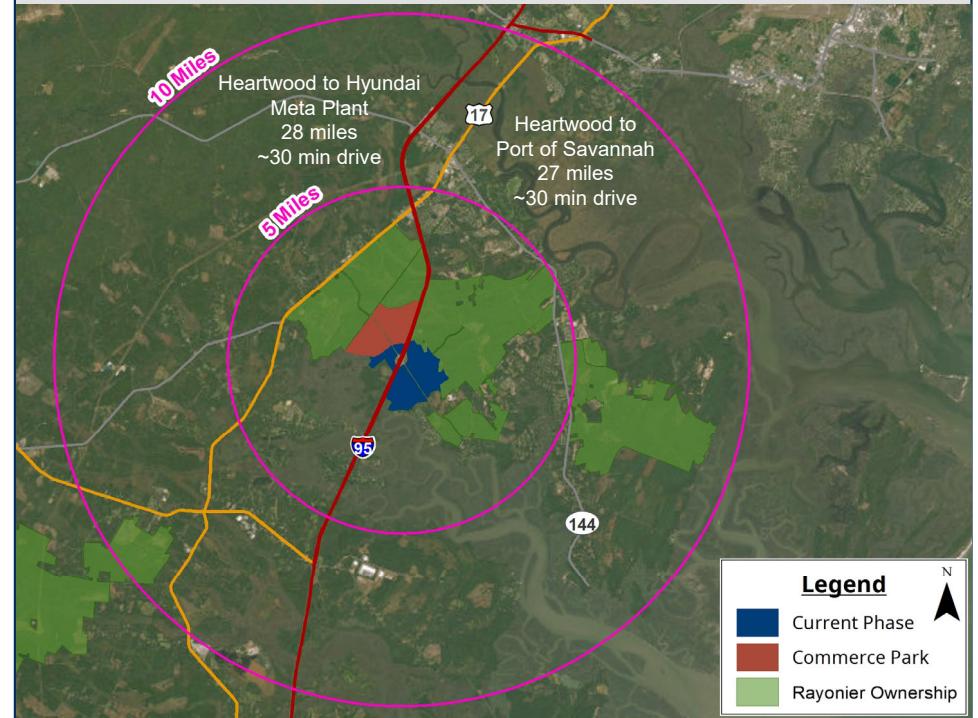 10 Miles
Heartwood to Hyundai
Meta Plant
28 miles
~30 min drive
17
Heartwood to
Port of Savannah
27 miles
~30 min drive
5 Miles
95
144
N
Legend
Current Phase
Commerce Park
Rayonier Ownership